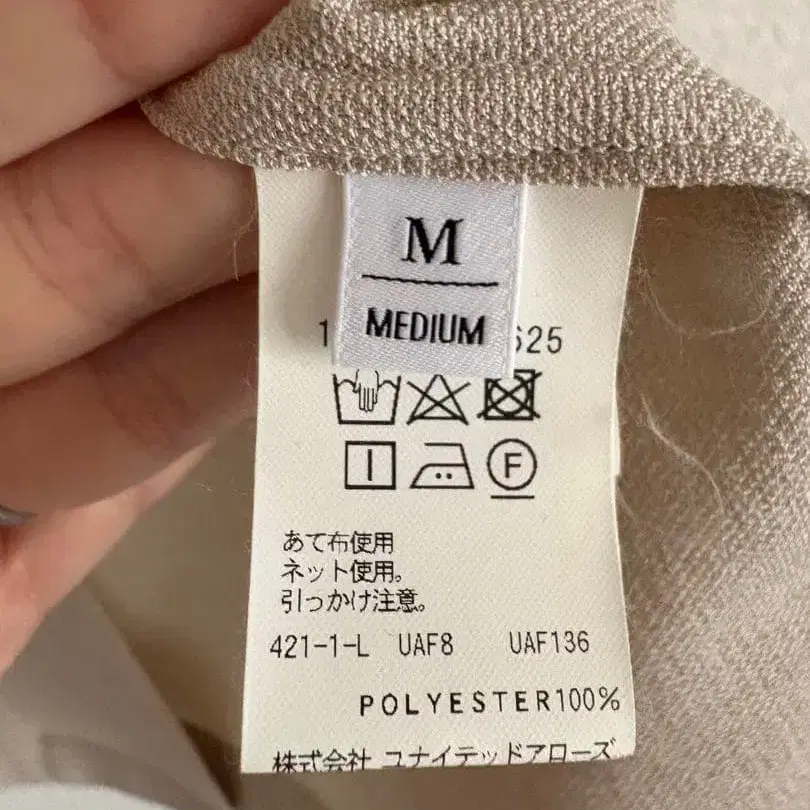 M
MEDIUM
1 625
F
あて布使用
ネット使用。
引っかけ注意。
421-1-L UAF8 UAF136
POLYESTER100%
株式会社 ユナイテッドアローズ